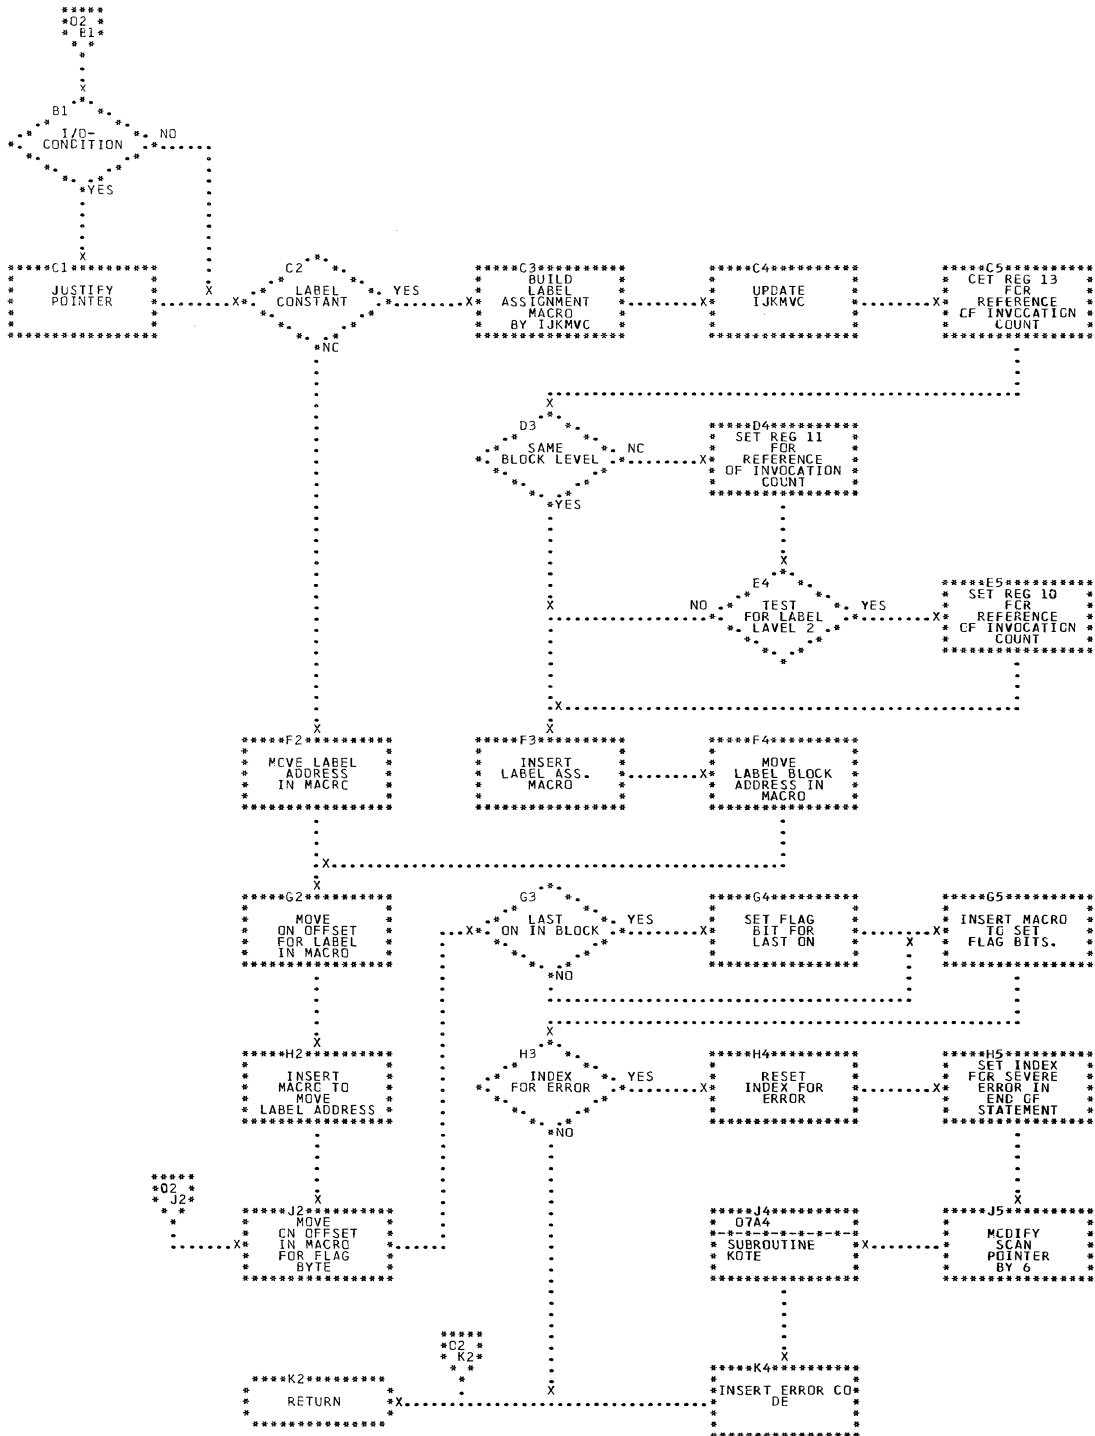 02
B1
B1
I/O-
CONDITION
NO
YES
C1
JUSTIFY
POINTER
C2
LABEL
CONSTANT
YES
NC
C3
BUILD
LABEL
ASSIGNMENT
MACRO
BY IJKMVC
C4
UPDATE
IJKMVC
C5
CET REG 13
FOR
REFERENCE
CF INVOCATION
COUNT
D3
SAME
BLOCK LEVEL
NC
YES
D4
SET REG 11
FOR
REFERENCE
OF INVOCATION
COUNT
E4
TEST
FOR LABEL
LAVEL 2
NO
YES
E5
SET REG 10
FCR
REFERENCE
CF INVOCATION
COUNT
F2
MCVE LABEL
ADDRESS
IN MACRC
F3
INSERT
LABEL ASS.
MACRO
F4
MOVE
LABEL BLOCK
ADDRESS IN
MACRO
G2
MOVE
ON OFFSET
FOR LABEL
IN MACRO
G3
LAST
ON IN BLOCK
YES
NO
G4
SET FLAG
BIT FOR
LAST ON
G5
INSERT MACRO
TO SET
FLAG BITS.
H2
INSERT
MACRC TO
MOVE
LABEL ADDRESS
H3
INDEX
FOR ERROR
YES
NO
H4
RESET
INDEX FOR
ERROR
H5
SET INDEX
FOR SEVERE
ERROR IN
END OF
STATEMENT
02
J2
J2
MOVE
CN OFFSET
IN MACRO
FOR FLAG
BYTE
J4
07A4
SUBROUTINE
KOTE
J5
MCDIFY
SCAN
POINTER
BY 6
C2
K2
K2
RETURN
K4
INSERT ERROR CO
DE